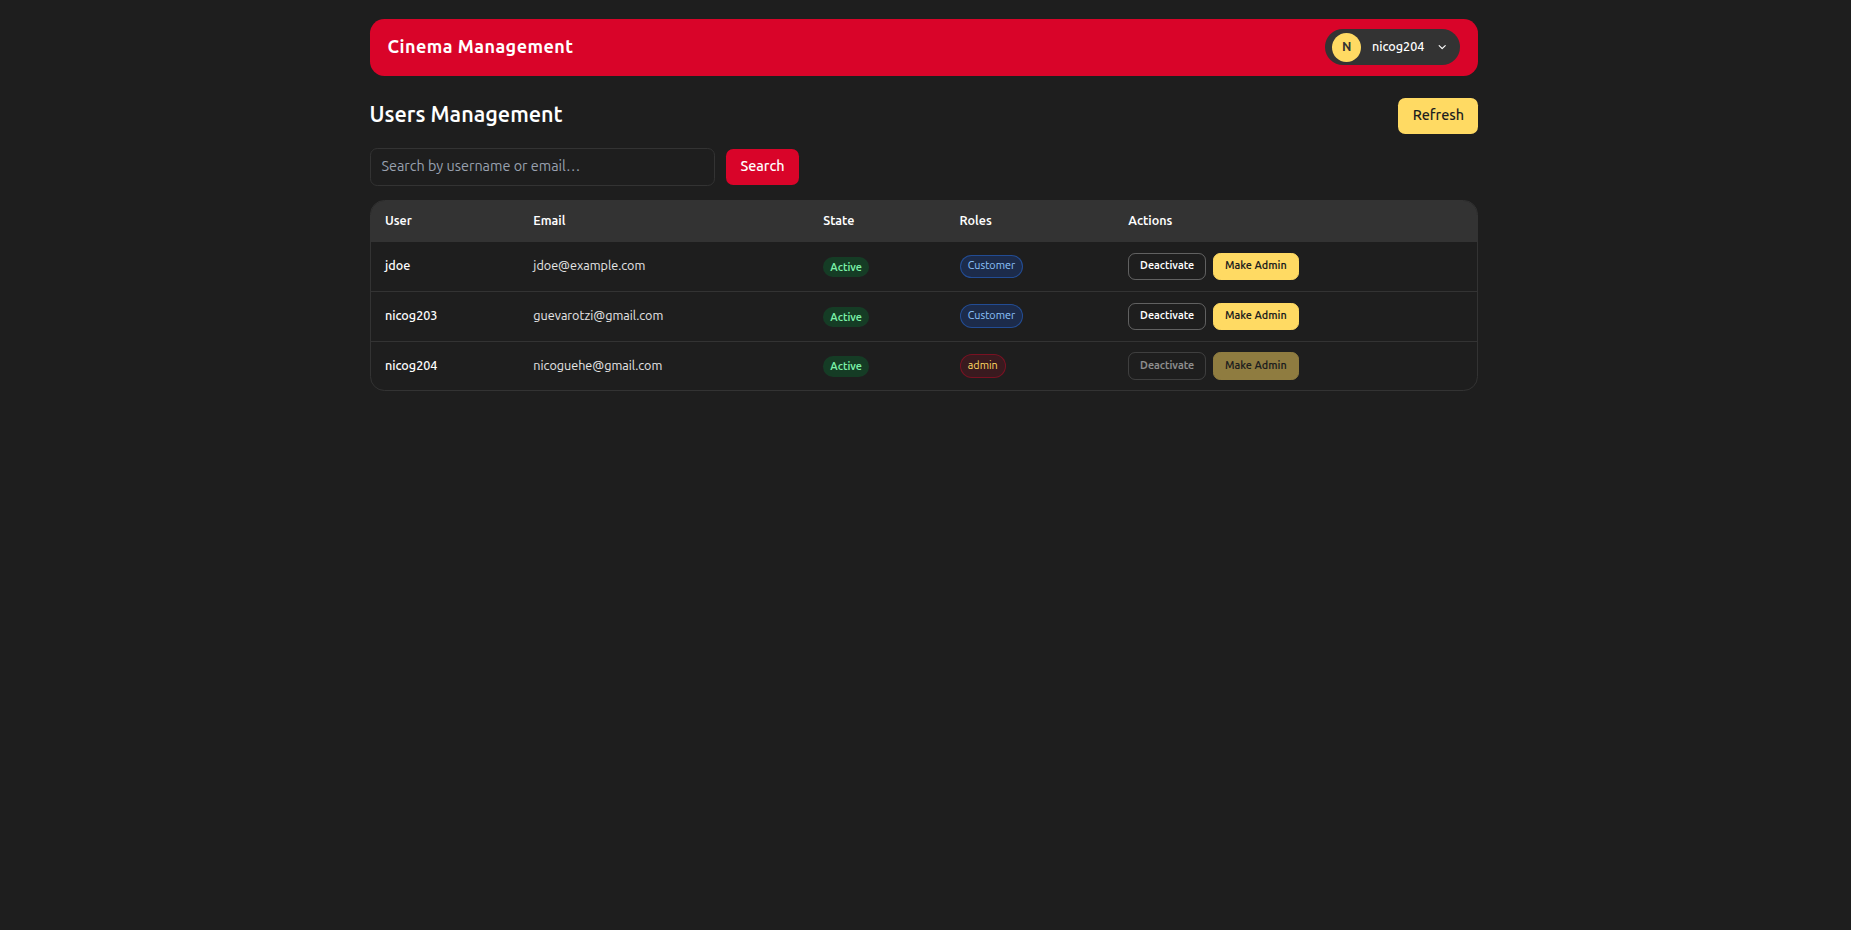 Cinema Management
N nicog204
Users Management
Refresh
Search by username or email...
Search
User Email State Roles Actions
jdoe jdoe@example.com Active Customer Deactivate Make Admin
nicog203 guevarotzi@gmail.com Active Customer Deactivate Make Admin
nicog204 nicoguehe@gmail.com Active admin Deactivate Make Admin